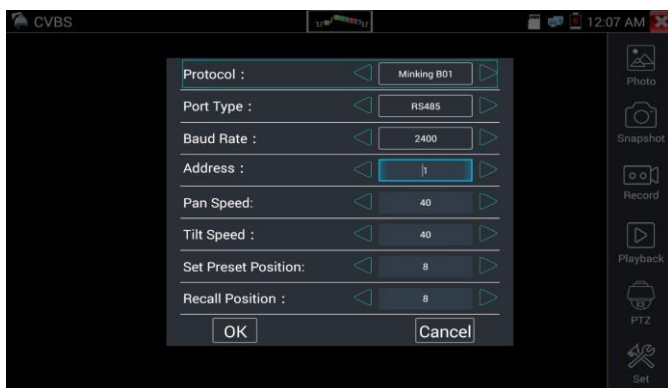 CVBS
12:07 AM
Protocol : Minking B01
Port Type : RS485
Baud Rate : 2400
Address : 1
Pan Speed: 40
Tilt Speed : 40
Set Preset Position: 8
Recall Position : 8
OK Cancel
Photo
Snapshot
Record
Playback
PTZ
Set